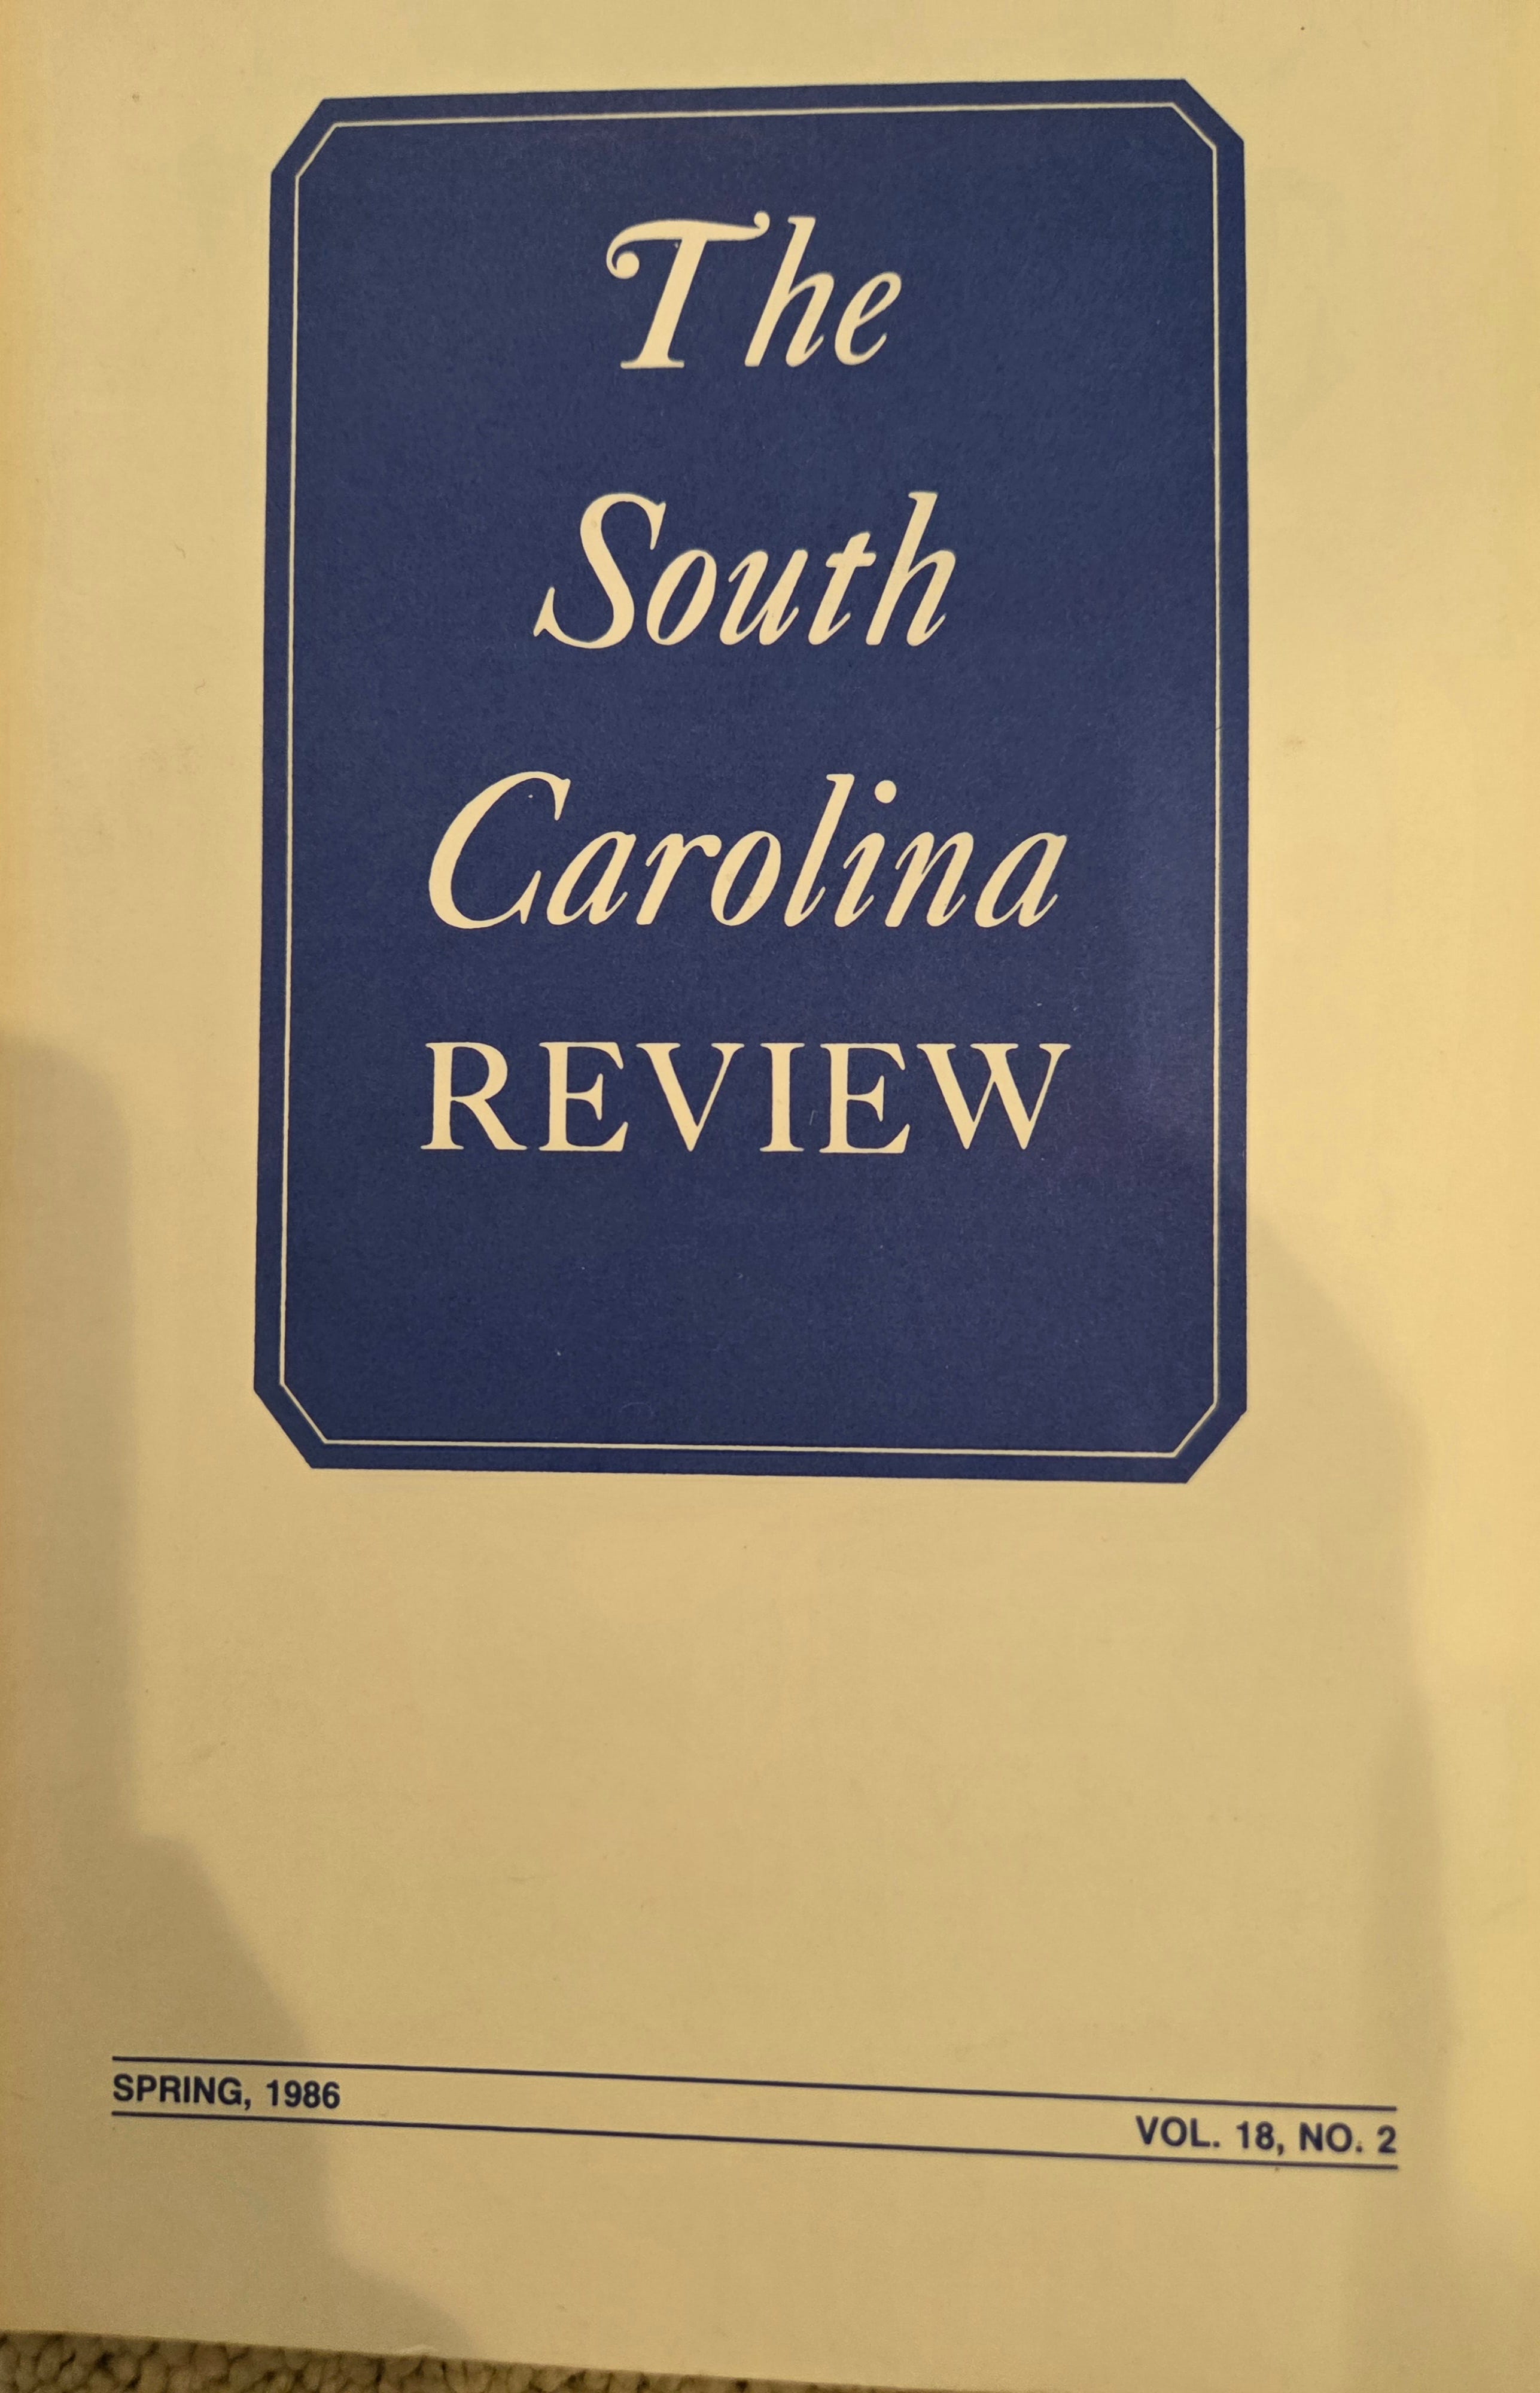 The
South
Carolina
REVIEW
SPRING, 1986
VOL. 18, NO. 2